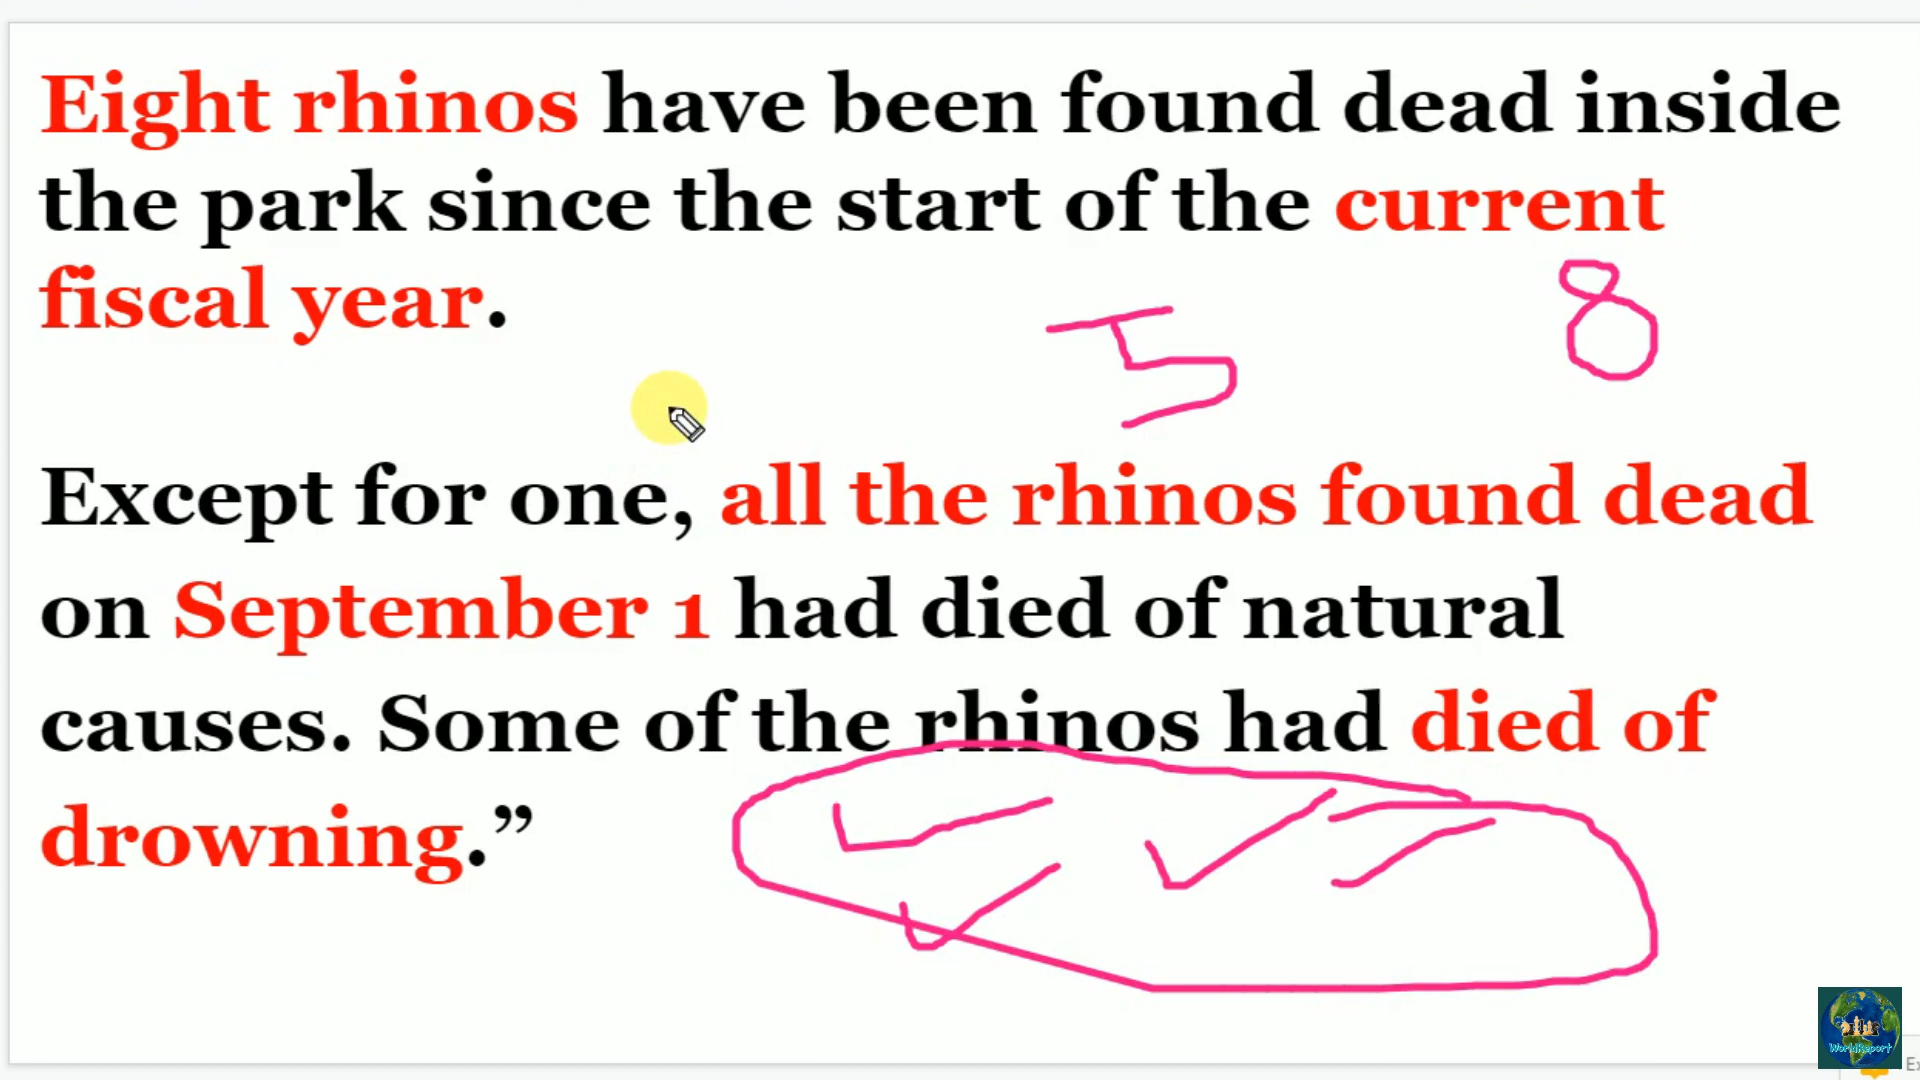 Eight rhinos have been found dead inside
the park since the start of the current
fiscal year.
5 8
Except for one, all the rhinos found dead
on September 1 had died of natural
causes. Some of the rhinos had died of
drowning.”
WorldReport